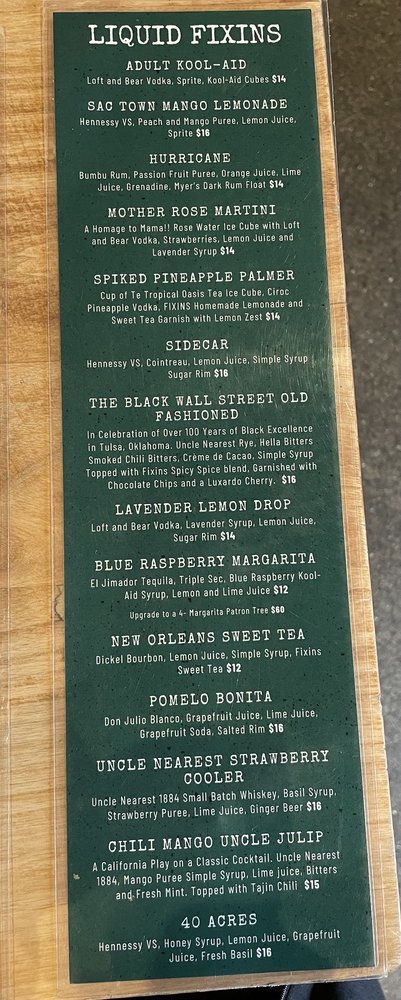 LIQUID FIXINS
ADULT KOOL-AID
Loft and Bear Vodka, Sprite, Kool-Aid Cubes $14
SAC TOWN MANGO LEMONADE
Hennessy VS, Peach and Mango Puree, Lemon Juice,
Sprite $16
HURRICANE
Bumbu Rum, Passion Fruit Puree, Orange Juice, Lime
Juice, Grenadine, Myer's Dark Rum Float $14
MOTHER ROSE MARTINI
A Homage to Mama!! Rose Water Ice Cube with Loft
and Bear Vodka, Strawberries, Lemon Juice and
Lavender Syrup $14
SPIKED PINEAPPLE PALMER
Cup of Te Tropical Oasis Tea Ice Cube, Ciroc
Pineapple Vodka, FIXINS Homemade Lemonade and
Sweet Tea Garnish with Lemon Zest $14
SIDECAR
Hennessy VS, Cointreau, Lemon Juice, Simple Syrup
Sugar Rim $16
THE BLACK WALL STREET OLD
FASHIONED
In Celebration of Over 100 Years of Black Excellence
in Tulsa, Oklahoma. Uncle Nearest Rye, Hella Bitters
Smoked Chili Bitters, Crème de Cacao, Simple Syrup
Topped with Fixins Spicy Spice blend, Garnished with
Chocolate Chips and a Luxardo Cherry. $16
LAVENDER LEMON DROP
Loft and Bear Vodka, Lavender Syrup, Lemon Juice,
Sugar Rim $14
BLUE RASPBERRY MARGARITA
El Jimador Tequila, Triple Sec, Blue Raspberry Kool-
Aid Syrup, Lemon and Lime Juice $12
Upgrade to a 4- Margarita Patron Tree $60
NEW ORLEANS SWEET TEA
Dickel Bourbon, Lemon Juice, Simple Syrup, Fixins
Sweet Tea $12
POMELO BONITA
Don Julio Blanco, Grapefruit Juice, Lime Juice,
Grapefruit Soda, Salted Rim $16
UNCLE NEAREST STRAWBERRY
COOLER
Uncle Nearest 1884 Small Batch Whiskey, Basil Syrup,
Strawberry Puree, Lime Juice, Ginger Beer $16
CHILI MANGO UNCLE JULIP
A California Play on a Classic Cocktail. Uncle Nearest
1884, Mango Puree Simple Syrup, Lime juice, Bitters
and Fresh Mint. Topped with Tajin Chili $15
40 ACRES
Hennessy VS, Honey Syrup, Lemon Juice, Grapefruit
Juice, Fresh Basil $16